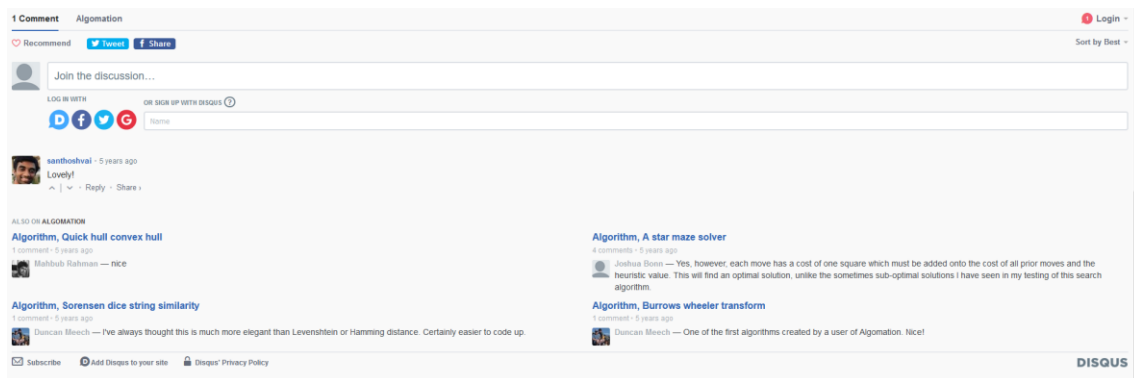 1 Comment Algomation 1 Login
Recommend Tweet f Share Sort by Best
Join the discussion…
LOG IN WITH
OR SIGN UP WITH DISQUS ?
D f G Name
santhoshvai · 5 years ago
Lovely!
Reply · Share ›
ALSO ON ALGOMATION
Algorithm, Quick hull convex hull
1 comment · 5 years ago
Mahbub Rahman — nice
Algorithm, A star maze solver
4 comments · 5 years ago
Joshua Bonn — Yes, however, each move has a cost of one square which must be added onto the cost of all prior moves and the
heuristic value. This will find an optimal solution, unlike the sometimes sub-optimal solutions I have seen in my testing of this search
algorithm.
Algorithm, Sorensen dice string similarity
1 comment · 5 years ago
Duncan Meech — I've always thought this is much more elegant than Levenshtein or Hamming distance. Certainly easier to code up.
Algorithm, Burrows wheeler transform
1 comment · 5 years ago
Duncan Meech — One of the first algorithms created by a user of Algomation. Nice!
Subscribe D Add Disqus to your site Disqus' Privacy Policy DISQUS